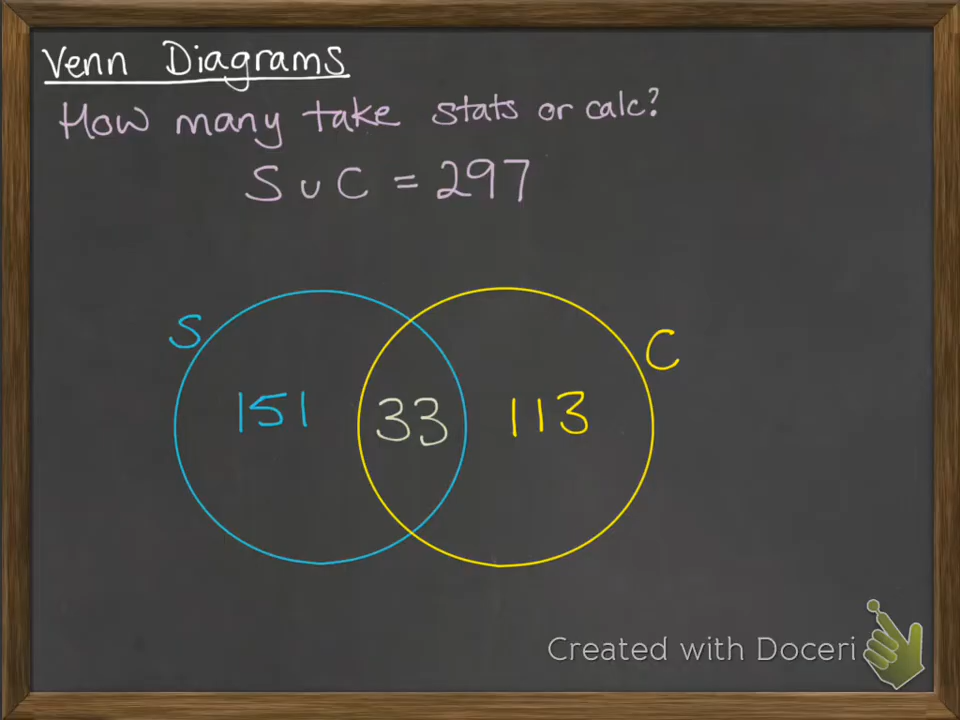 Venn Diagrams
How many take stats or calc?
S ∪ C = 297
S
C
151 33 113
Created with Doceri